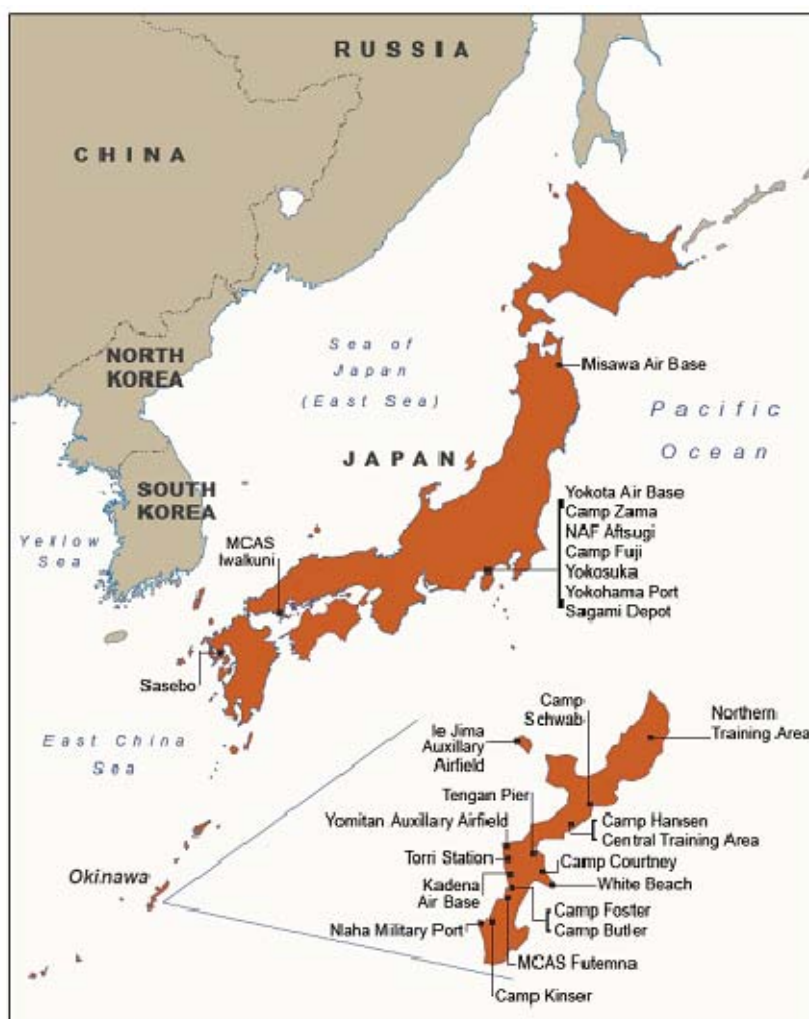 RUSSIA
CHINA
NORTH
KOREA
Sea of
Japan
(East Sea)
Misawa Air Base
Pacific
Ocean
JAPAN
SOUTH
KOREA
Yellow
Sea
MCAS
Iwalkuni
Yokota Air Base
Camp Zama
NAF Aftsugi
Camp Fuji
Yokosuka
Yokohama Port
Sagami Depot
Sasebo
East China
Sea
Camp
Schwab
Northern
Training Area
Ie Jima
Auxillary
Airfield
Tengan Pier
Yomitan Auxillary Airfield
Camp Hansen
Central Training Area
Torri Station
Camp Courtney
Okinawa
Kadena
Air Base
White Beach
Camp Foster
Camp Butler
Naha Military Port
MCAS Futemna
Camp Kinser